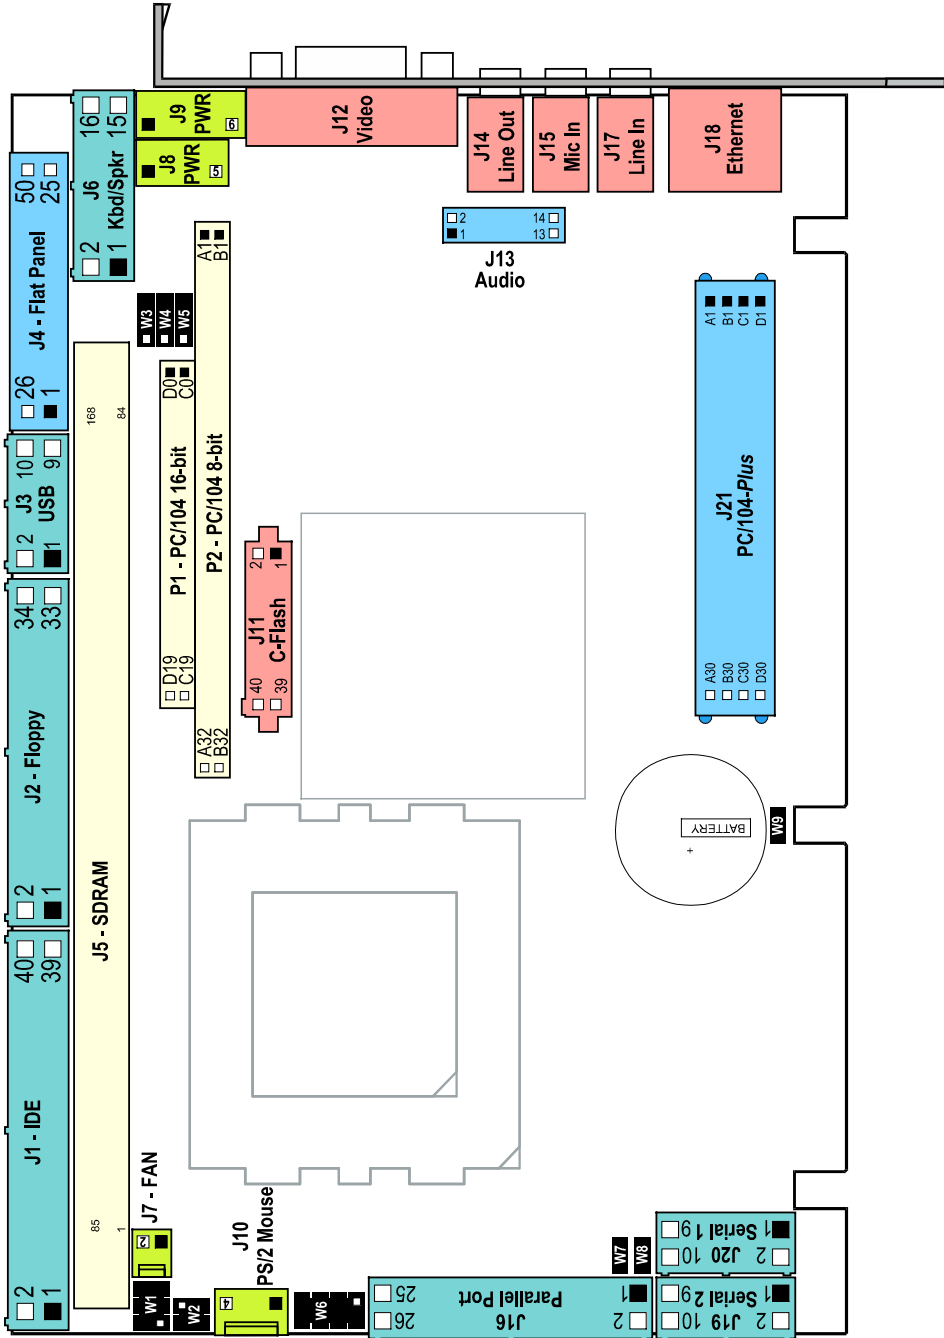 16
15
J6
Kbd/Spkr
2
1
J9
PWR
6
J8
PWR
5
J12
Video
J14
Line Out
J15
Mic In
J17
Line In
J18
Ethernet
50
25
J4 - Flat Panel
26
1
2
14
1
13
J13
Audio
W3
W4
W5
A1
B1
P2 - PC/104 8-bit
A32
B32
D0
C0
P1 - PC/104 16-bit
D19
C19
A1
B1
C1
D1
J21
PC/104-Plus
A30
B30
C30
D30
168
84
J5 - SDRAM
85
1
10
9
J3
USB
2
1
2
1
J11
C-Flash
40
39
34
33
J2 - Floppy
2
1
BATTERY
+
W9
40
39
J1 - IDE
2
1
J7 - FAN
2
J10
PS/2 Mouse
4
W1
W2
W6
W7
W8
25
26
Parallel Port
J16
1
2
9
10
Serial 1
J20
1
2
9
10
Serial 2
J19
1
2